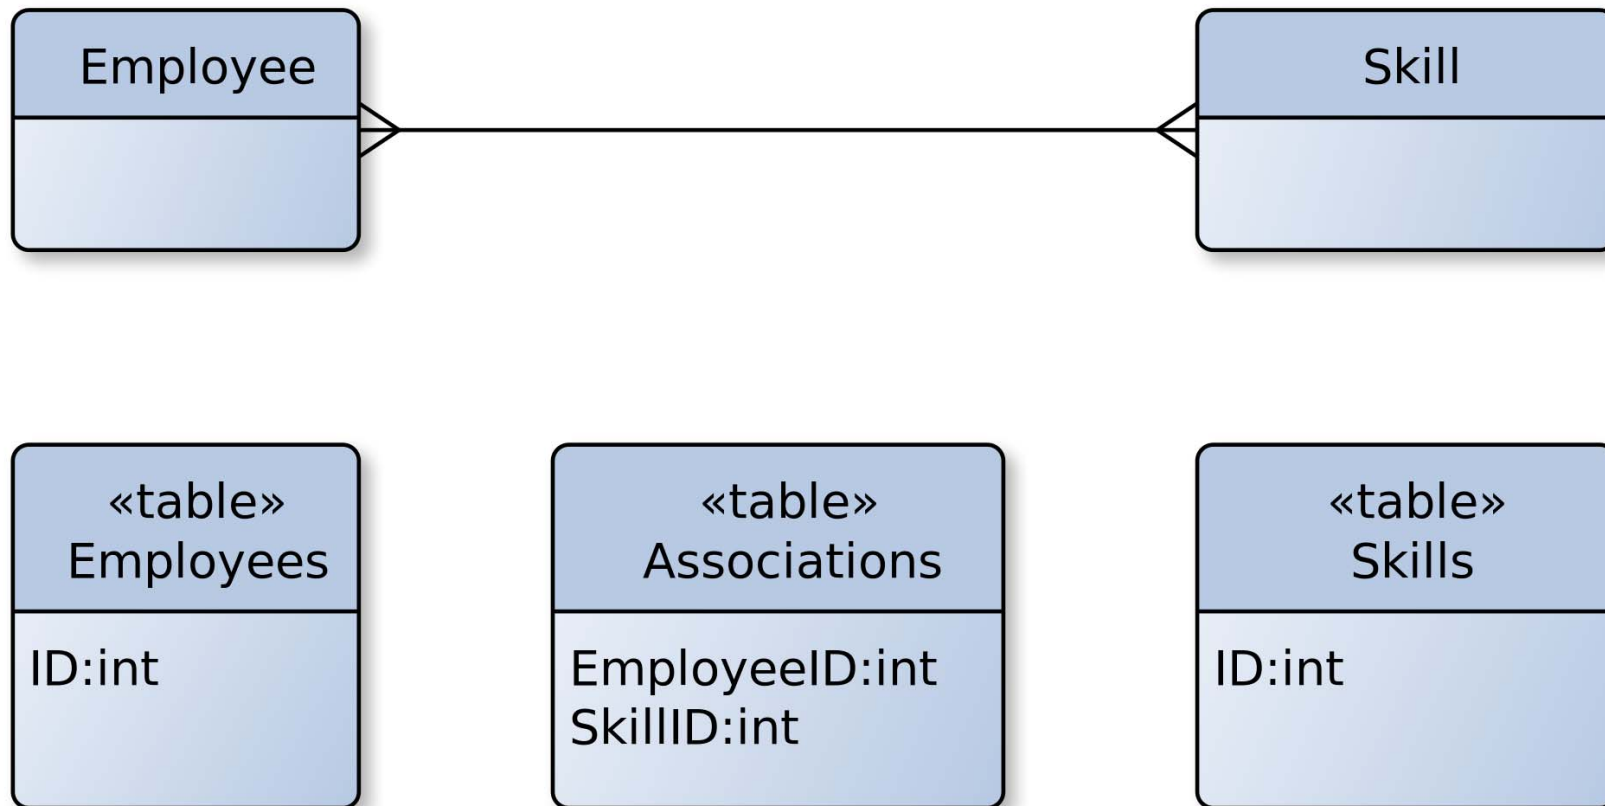 Employee
Skill
«table»
Employees
ID:int
«table»
Associations
EmployeeID:int
SkillID:int
«table»
Skills
ID:int